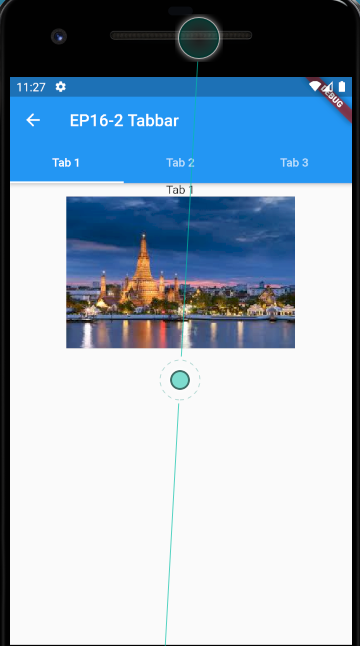 11:27
DEBUG
EP16-2 Tabbar
Tab 1 Tab 2 Tab 3
Tab 1